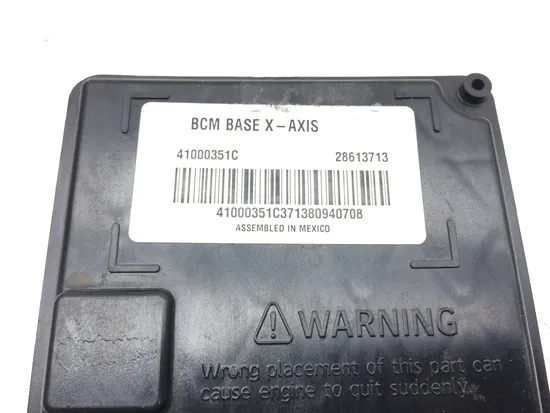 BCM BASE X-AXIS
41000351C 28613713
41000351C371380940708
ASSEMBLED IN MEXICO
WARNING
Wrong placement of this part can
cause engine to quit suddenly.